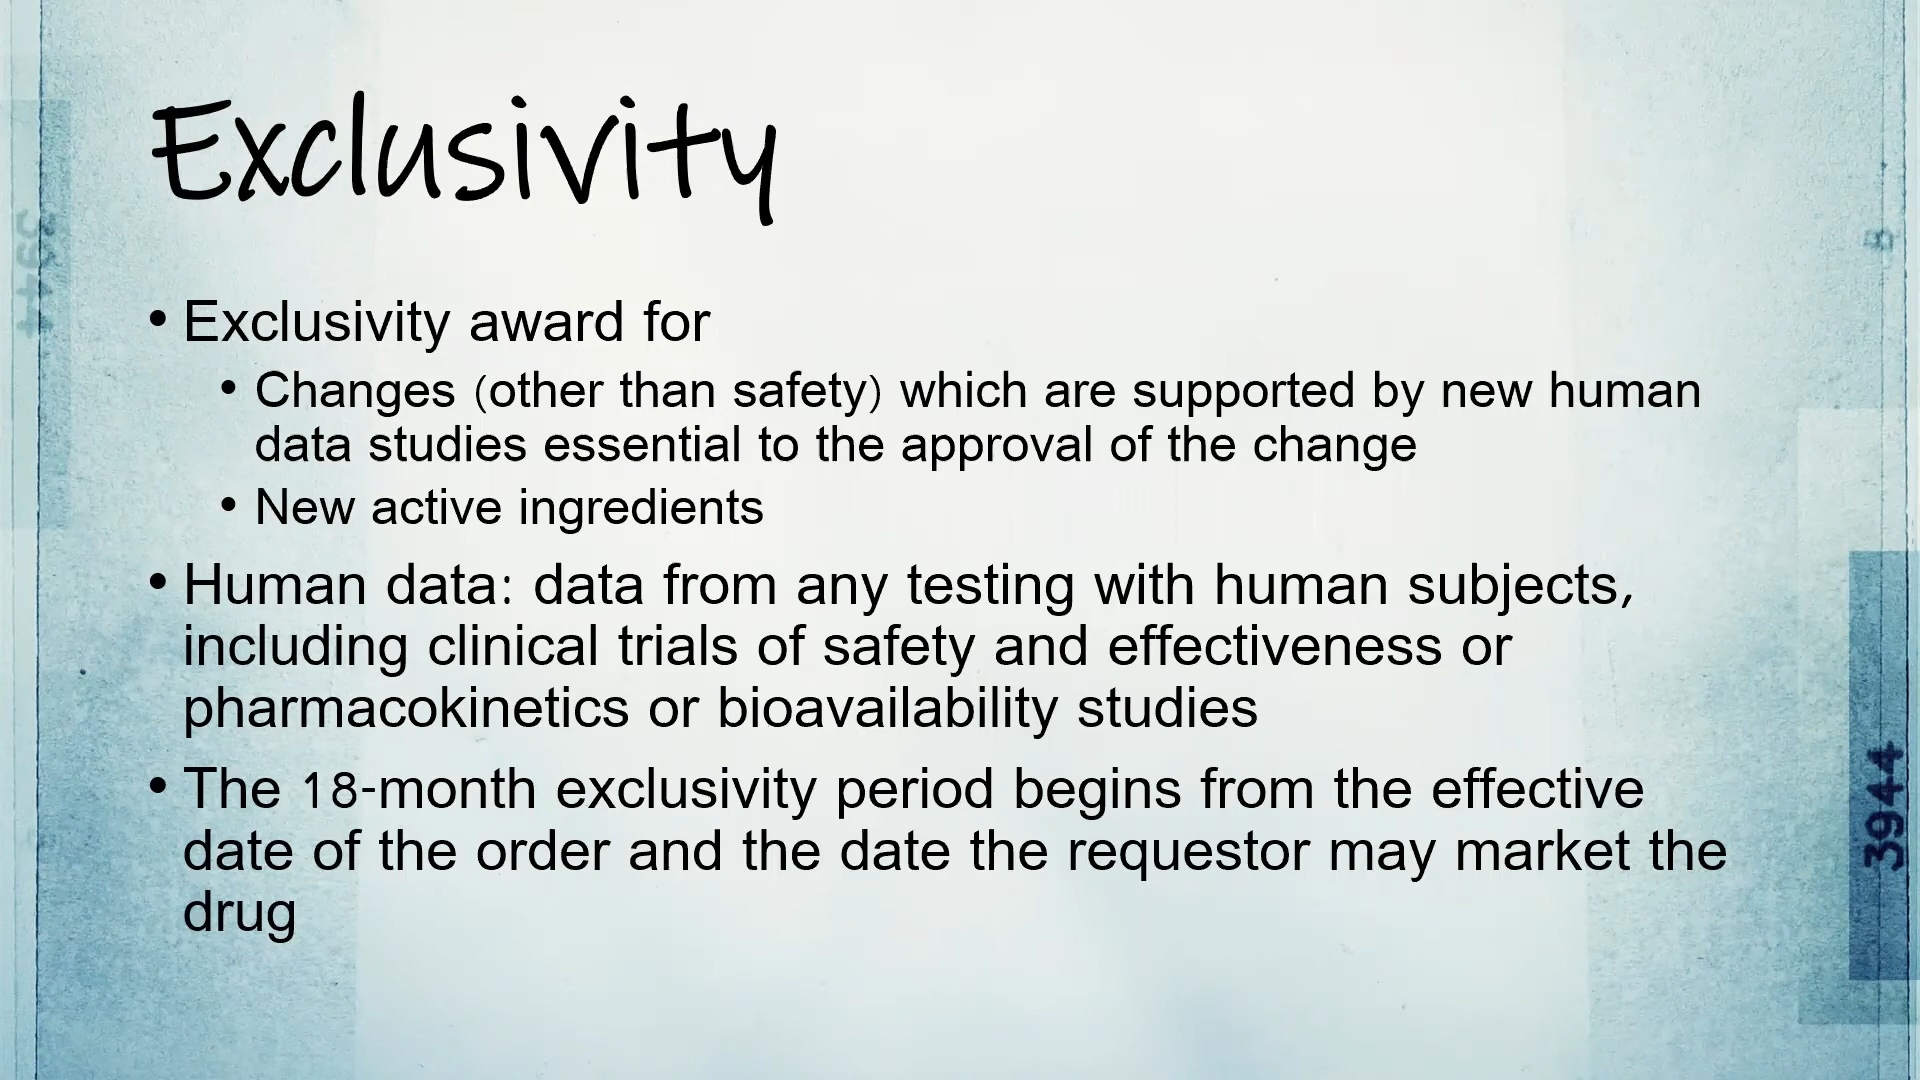 Exclusivity
• Exclusivity award for
• Changes (other than safety) which are supported by new human
data studies essential to the approval of the change
• New active ingredients
• Human data: data from any testing with human subjects,
including clinical trials of safety and effectiveness or
pharmacokinetics or bioavailability studies
• The 18-month exclusivity period begins from the effective
date of the order and the date the requestor may market the
drug
3944